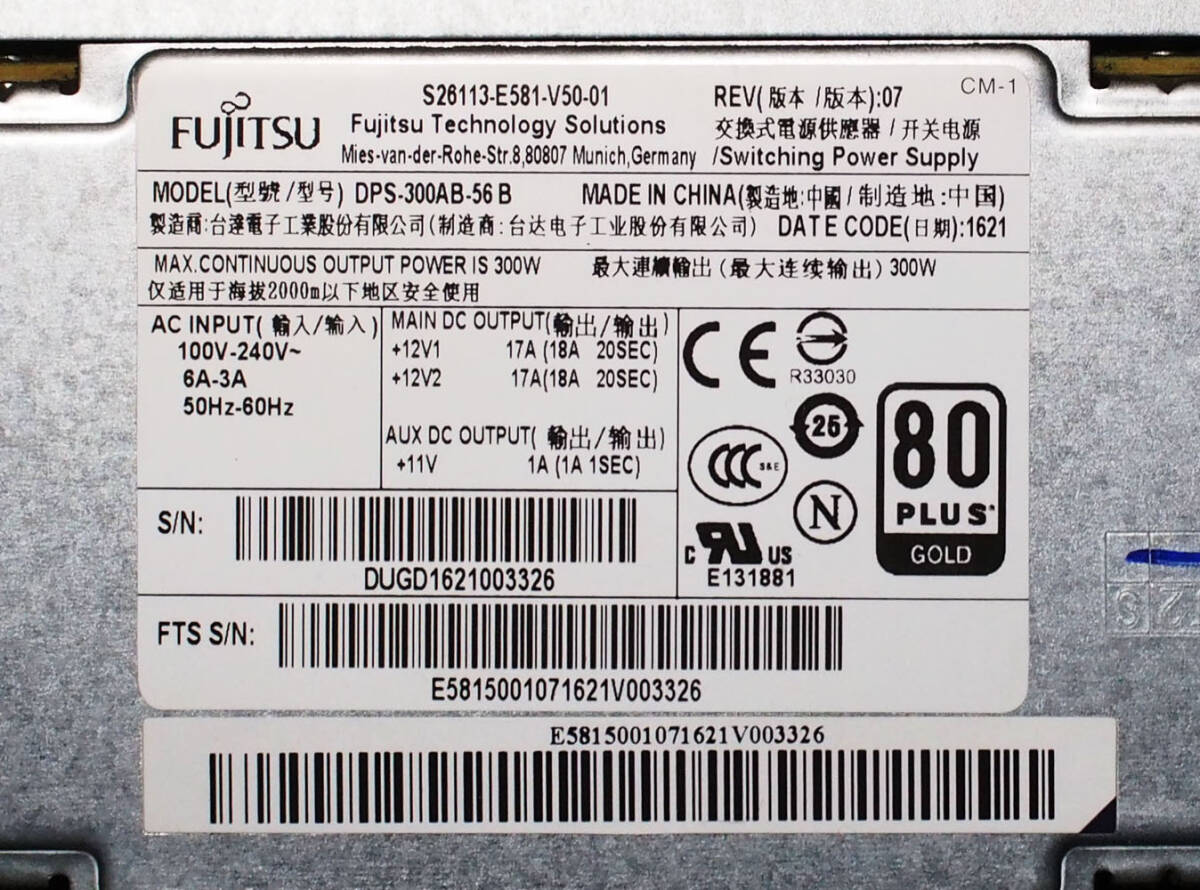 CM-1
FUJITSU
S26113-E581-V50-01
REV(版本 /版本):07
Fujitsu Technology Solutions
交換式電源供應器 / 开关电源
Mies-van-der-Rohe-Str.8,80807 Munich,Germany
/Switching Power Supply
MODEL(型號 /型号) DPS-300AB-56 B
MADE IN CHINA(製造地:中國 / 制造地:中国)
製造商:台達電子工業股份有限公司(制造商: 台达电子工业股份有限公司)
DATE CODE(日期):1621
MAX.CONTINUOUS OUTPUT POWER IS 300W
最大連續輸出 (最大连续输出) 300W
仅适用于海拔2000m以下地区安全使用
AC INPUT( 輸入/输入 )
100V-240V~
6A-3A
50Hz-60Hz
MAIN DC OUTPUT(輸出/输出 )
+12V1 17A (18A 20SEC)
+12V2 17A(18A 20SEC)
AUX DC OUTPUT( 輸出/输出)
+11V 1A (1A 1SEC)
CE
R33030
25
CCC S&E
N
C RU US
E131881
80
PLUS
GOLD
S/N:
DUGD1621003326
FTS S/N:
E5815001071621V003326
E5815001071621V003326